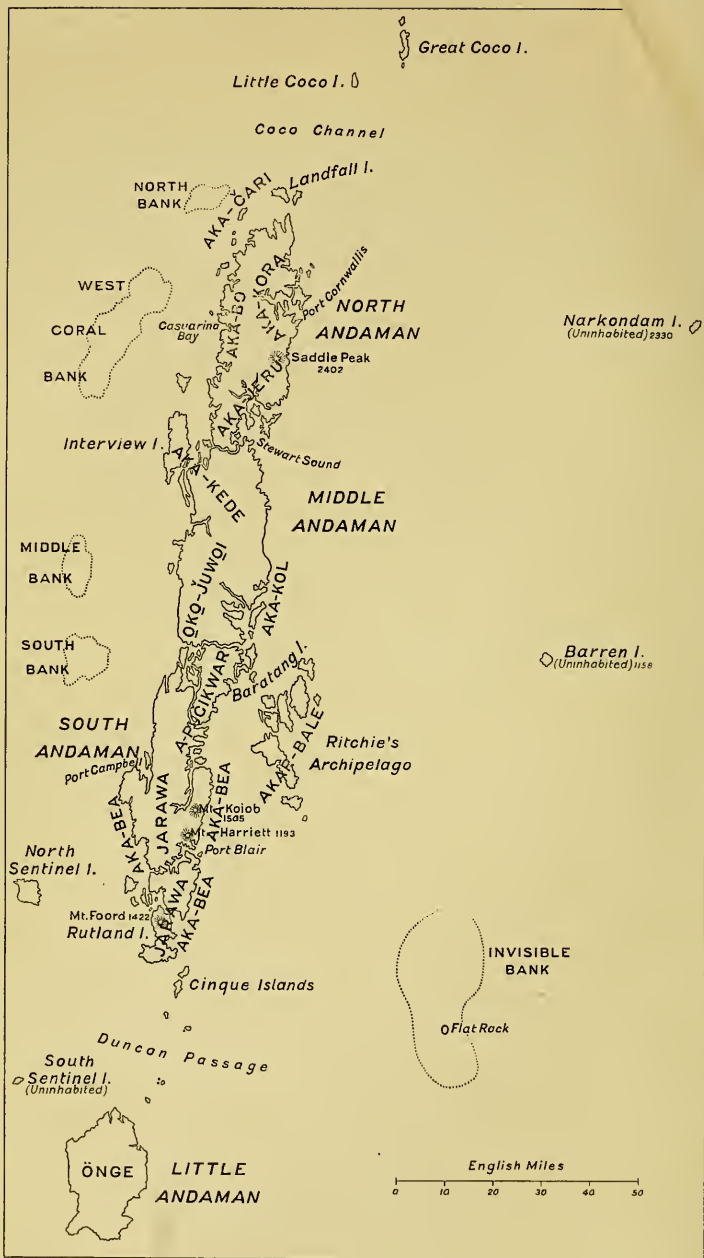 Great Coco I.
Little Coco I.
Coco Channel
Landfall I.
NORTH
BANK
AKA-ČARI
WEST
CORAL
BANK
Casuarina
Bay
AKA-BO
AKA-KORA
Port Cornwallis
NORTH
ANDAMAN
Narkondam I.
(Uninhabited) 2330
Saddle Peak
2402
AKA-JERU
Interview I.
Stewart Sound
AKA-KEDE
MIDDLE
ANDAMAN
MIDDLE
BANK
O̱KO̱-J̌UWO̱I
AKA-KOL
SOUTH
BANK
Barren I.
(Uninhabited) 1158
Baratang I.
A-PUCIKWAR
SOUTH
ANDAMAN
Port Campbell
AKAR-BALE
Ritchie's
Archipelago
AKA-BEA
JARAWA
AKA-BEA
Mt. Koiob
1505
Mt. Harriett 1193
Port Blair
North
Sentinel I.
Mt. Foord 1422
Rutland I.
JARAWA
AKA-BEA
INVISIBLE
BANK
Flat Rock
Cinque Islands
Duncan Passage
South
Sentinel I.
(Uninhabited)
ÖNGE
LITTLE
ANDAMAN
English Miles
0 10 20 30 40 50